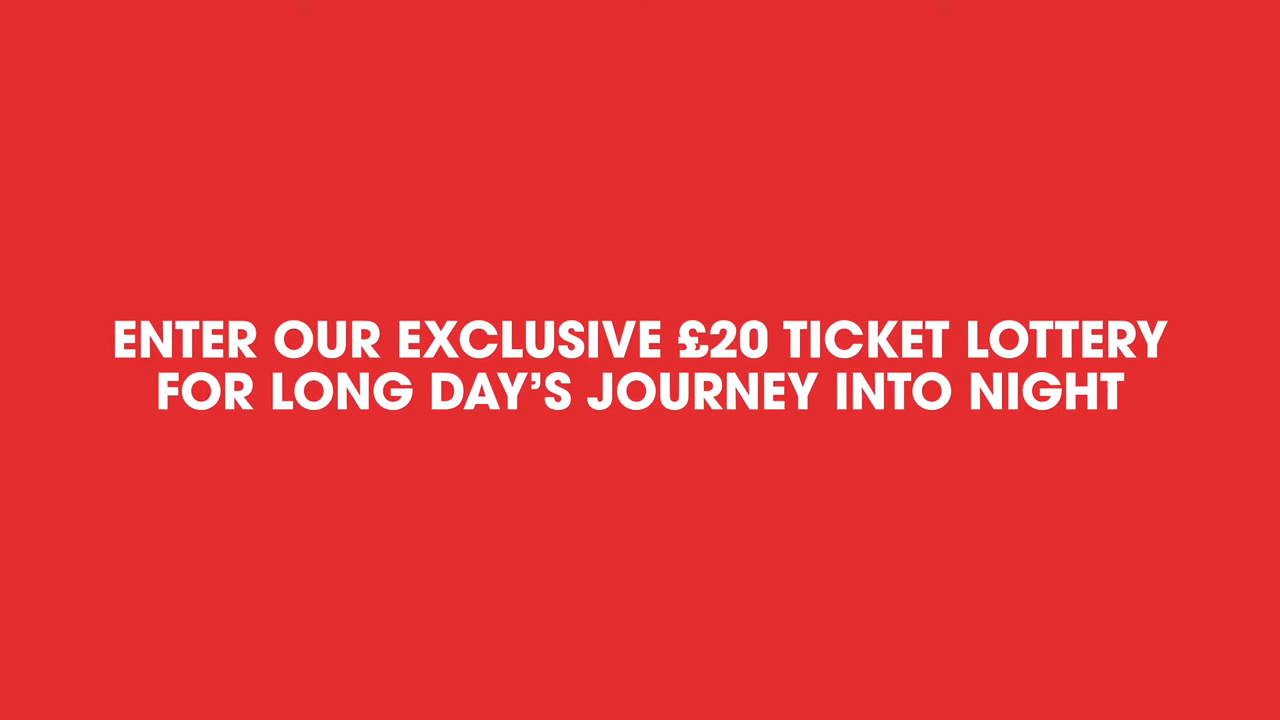 ENTER OUR EXCLUSIVE £20 TICKET LOTTERY
FOR LONG DAY’S JOURNEY INTO NIGHT